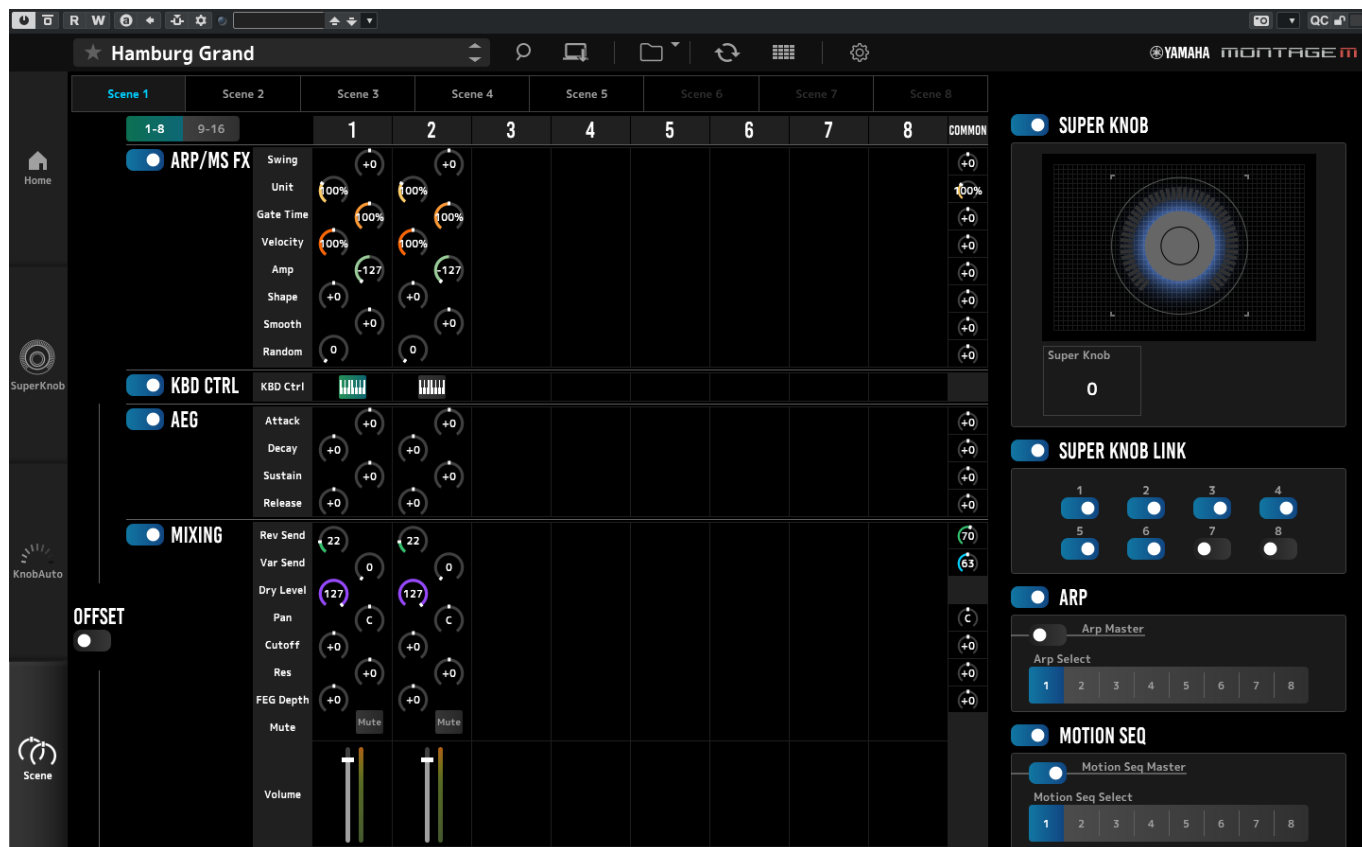 R W a QC
Hamburg Grand
YAMAHA MONTAGE M
Scene 1 Scene 2 Scene 3 Scene 4 Scene 5 Scene 6 Scene 7 Scene 8
1-8 9-16 1 2 3 4 5 6 7 8 COMMON
SUPER KNOB
ARP/MS FX Swing +0 +0 +0
Home
Unit 100% 100% 100%
Gate Time 100% 100% +0
Velocity 100% 100% +0
Amp -127 -127 +0
Shape +0 +0 +0
Smooth +0 +0 +0
Random 0 0 +0
Super Knob
0
SuperKnob
KBD CTRL KBD Ctrl
AEG Attack +0 +0 +0
Decay +0 +0 +0
Sustain +0 +0 +0
Release +0 +0 +0
SUPER KNOB LINK
1 2 3 4
5 6 7 8
MIXING Rev Send 22 22 70
Var Send 0 0 63
KnobAuto
Dry Level 127 127
Pan C C C
OFFSET
Cutoff +0 +0 +0
Res +0 +0 +0
FEG Depth +0 +0 +0
Mute Mute Mute
Volume
ARP
Arp Master
Arp Select
1 2 3 4 5 6 7 8
MOTION SEQ
Motion Seq Master
Scene
Motion Seq Select
1 2 3 4 5 6 7 8